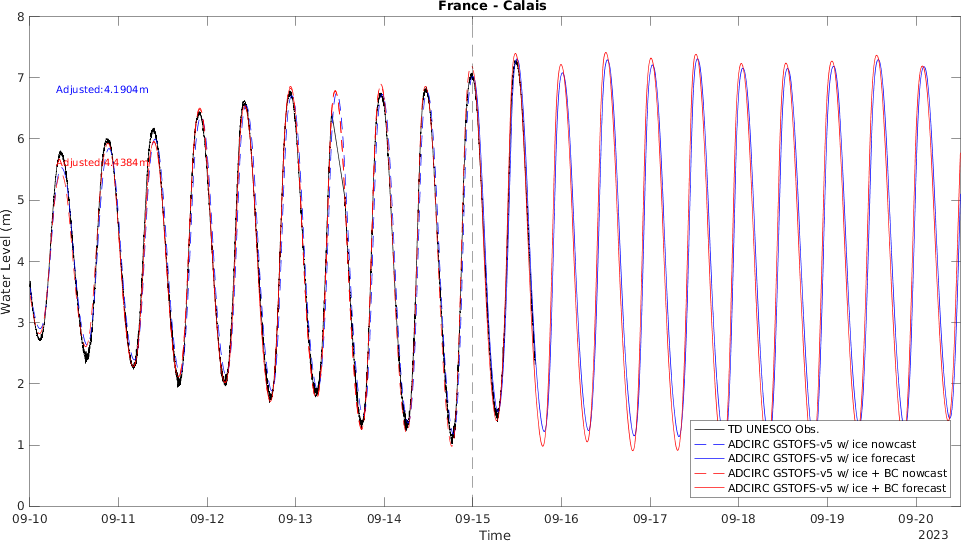 France - Calais
8
7
6
5
4
3
2
1
0
Water Level (m)
Adjusted:4.1904m
Adjusted:4.4384m
TD UNESCO Obs.
ADCIRC GSTOFS-v5 w/ ice nowcast
ADCIRC GSTOFS-v5 w/ ice forecast
ADCIRC GSTOFS-v5 w/ ice + BC nowcast
ADCIRC GSTOFS-v5 w/ ice + BC forecast
09-10 09-11 09-12 09-13 09-14 09-15 09-16 09-17 09-18 09-19 09-20
Time
2023